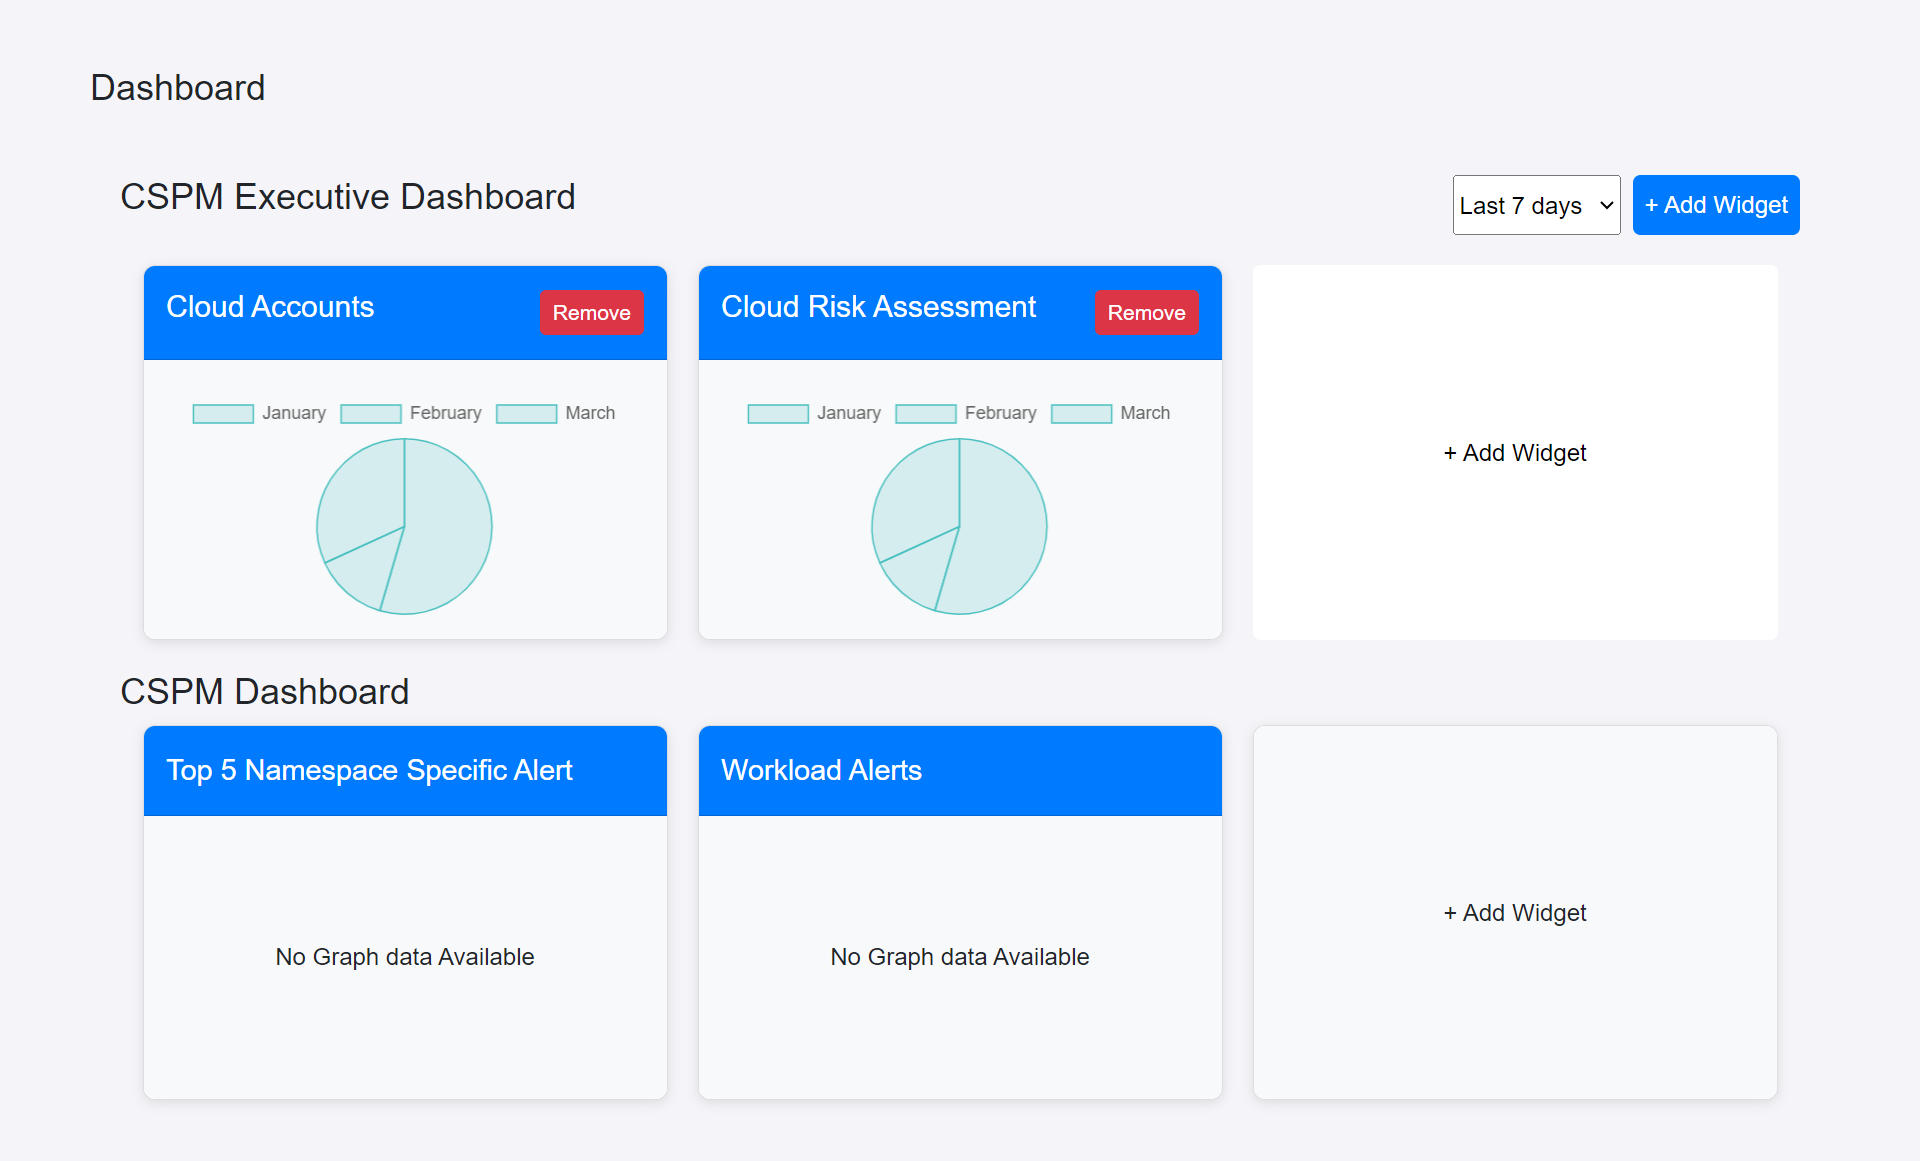 Dashboard
CSPM Executive Dashboard
Last 7 days
+ Add Widget
Cloud Accounts
Remove
January February March
Cloud Risk Assessment
Remove
January February March
+ Add Widget
CSPM Dashboard
Top 5 Namespace Specific Alert
No Graph data Available
Workload Alerts
No Graph data Available
+ Add Widget